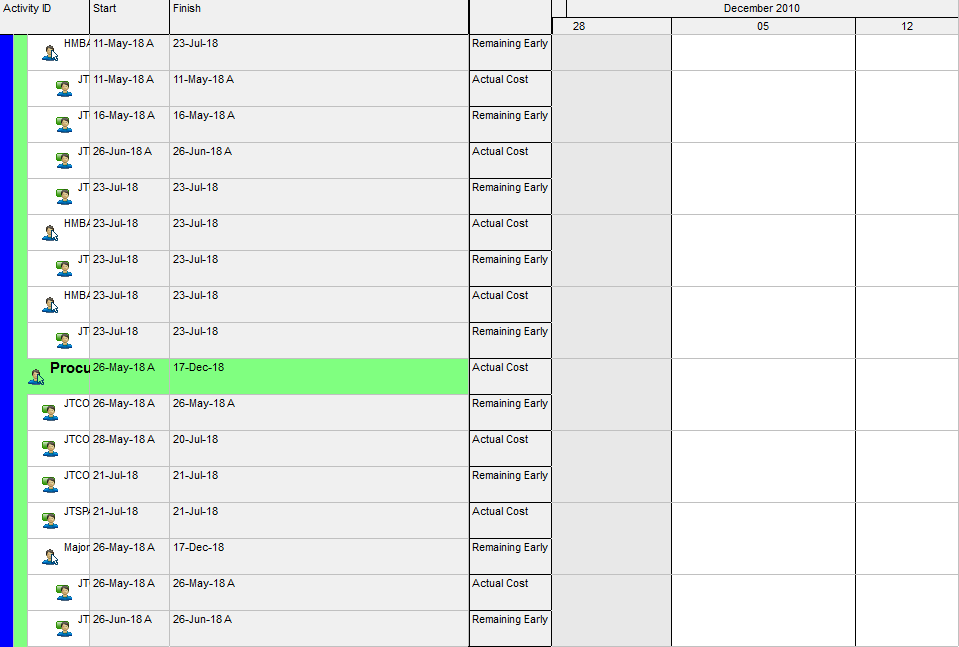 Activity ID Start Finish December 2010
28 05 12
HMBA 11-May-18 A 23-Jul-18 Remaining Early
JT 11-May-18 A 11-May-18 A Actual Cost
JT 16-May-18 A 16-May-18 A Remaining Early
JT 26-Jun-18 A 26-Jun-18 A Actual Cost
JT 23-Jul-18 23-Jul-18 Remaining Early
HMBA 23-Jul-18 23-Jul-18 Actual Cost
JT 23-Jul-18 23-Jul-18 Remaining Early
HMBA 23-Jul-18 23-Jul-18 Actual Cost
JT 23-Jul-18 23-Jul-18 Remaining Early
Procu 26-May-18 A 17-Dec-18 Actual Cost
JTCO 26-May-18 A 26-May-18 A Remaining Early
JTCO 28-May-18 A 20-Jul-18 Actual Cost
JTCO 21-Jul-18 21-Jul-18 Remaining Early
JTSPA 21-Jul-18 21-Jul-18 Actual Cost
Major 26-May-18 A 17-Dec-18 Remaining Early
JT 26-May-18 A 26-May-18 A Actual Cost
JT 26-Jun-18 A 26-Jun-18 A Remaining Early